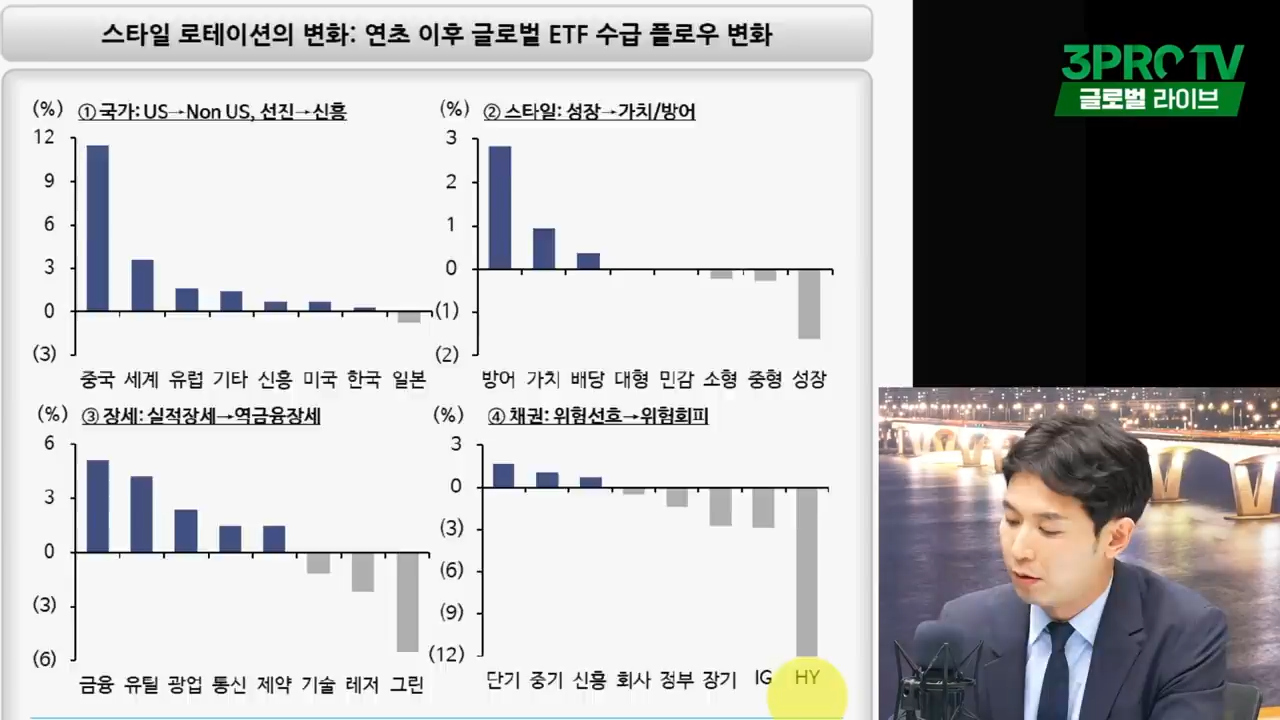 스타일 로테이션의 변화: 연초 이후 글로벌 ETF 수급 플로우 변화
3PRO TV
글로벌 라이브
(%) ① 국가: US→Non US, 선진→신흥
12
9
6
3
0
(3)
중국 세계 유럽 기타 신흥 미국 한국 일본
(%) ② 스타일: 성장→가치/방어
3
2
1
0
(1)
(2)
방어 가치 배당 대형 민감 소형 중형 성장
(%) ③ 장세: 실적장세→역금융장세
6
3
0
(3)
(6)
금융 유틸 광업 통신 제약 기술 레저 그린
(%) ④ 채권: 위험선호→위험회피
3
0
(3)
(6)
(9)
(12)
단기 중기 신흥 회사 정부 장기 IG HY